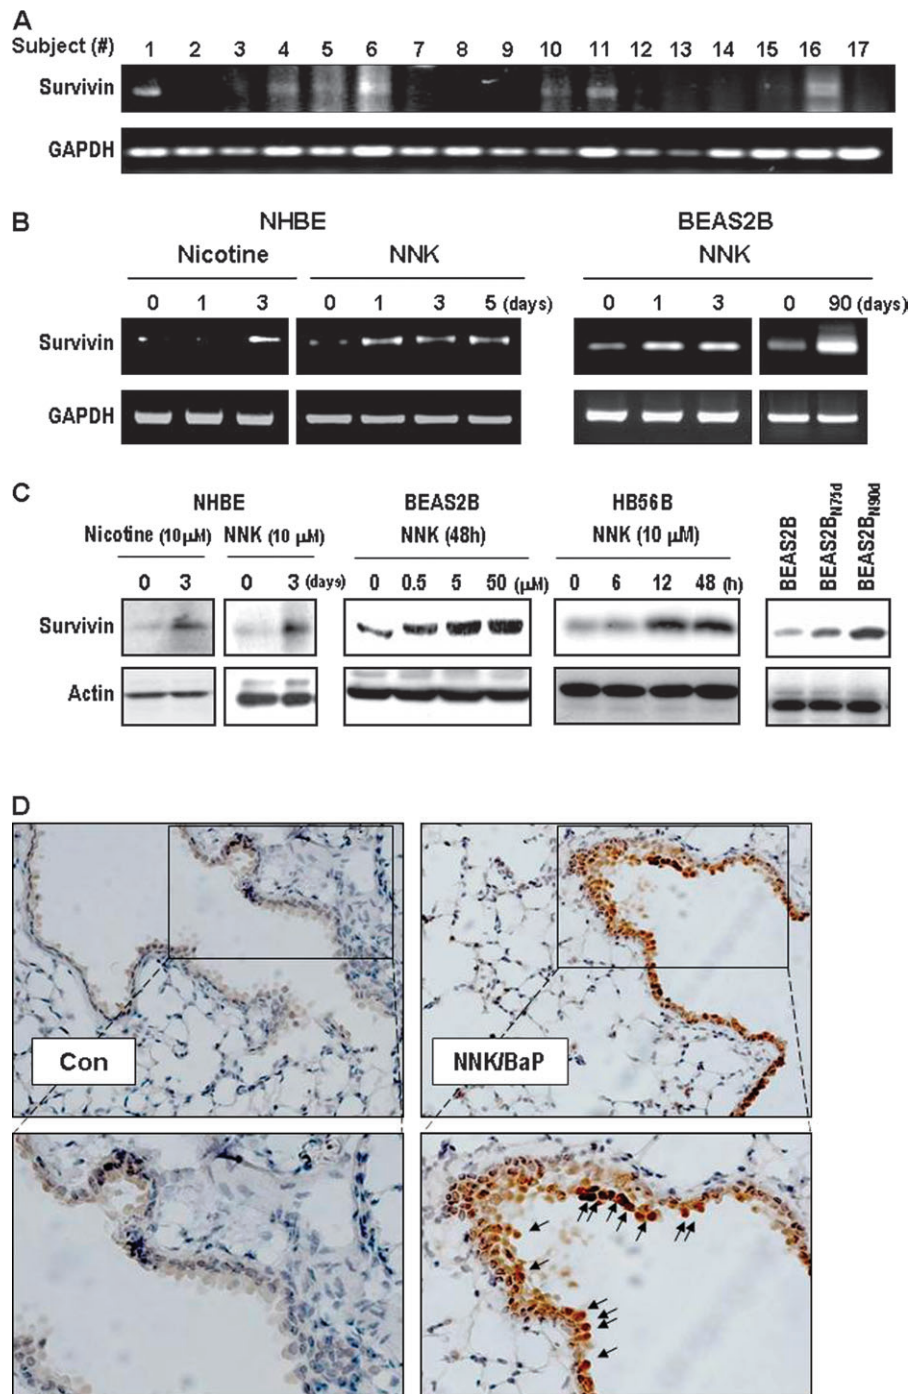 A
Subject (#) 1 2 3 4 5 6 7 8 9 10 11 12 13 14 15 16 17
Survivin
GAPDH
B
NHBE BEAS2B
Nicotine NNK NNK
0 1 3 0 1 3 5 (days) 0 1 3 0 90 (days)
Survivin
GAPDH
C
NHBE BEAS2B HB56B
Nicotine (10μM) NNK (10 μM) NNK (48h) NNK (10 μM)
0 3 0 3 (days) 0 0.5 5 50 (μM) 0 6 12 48 (h) BEAS2B BEAS2BN75d BEAS2BN90d
Survivin
Actin
D
Con NNK/BaP